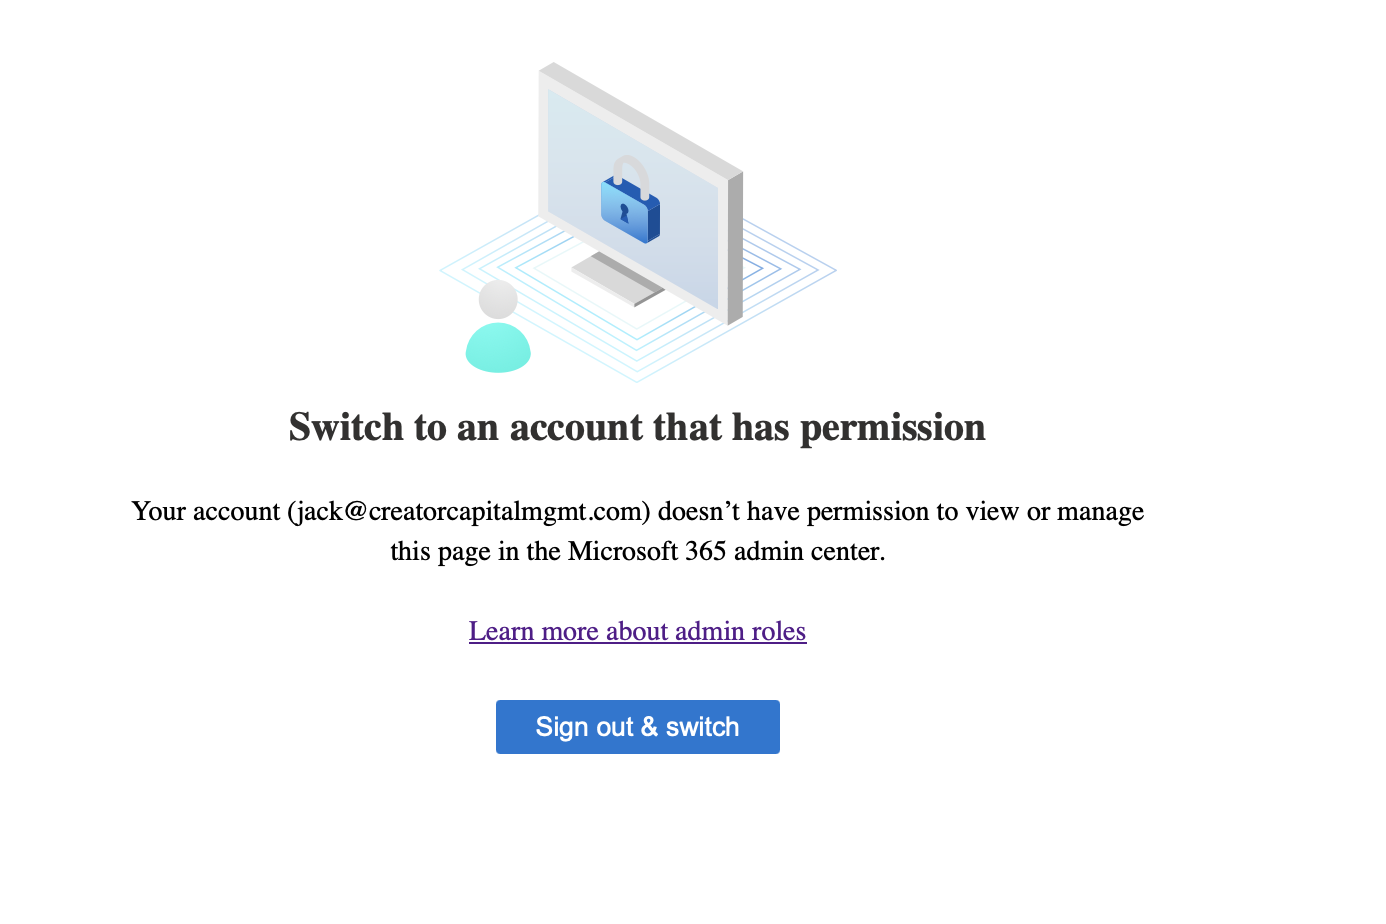 Switch to an account that has permission
Your account (jack@creatorcapitalmgmt.com) doesn’t have permission to view or manage
this page in the Microsoft 365 admin center.
Learn more about admin roles
Sign out & switch